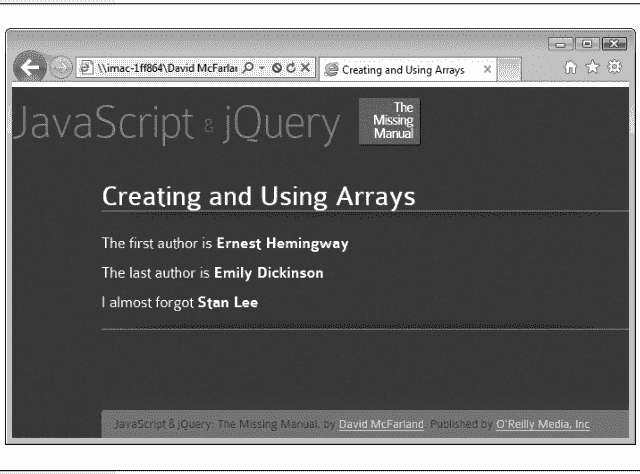 \\imac-1ff864\David McFarlar
Creating and Using Arrays
JavaScript & jQuery
The
Missing
Manual
Creating and Using Arrays
The first author is Ernest Hemingway
The last author is Emily Dickinson
I almost forgot Stan Lee
JavaScript & jQuery: The Missing Manual, by David McFarland. Published by O'Reilly Media, Inc